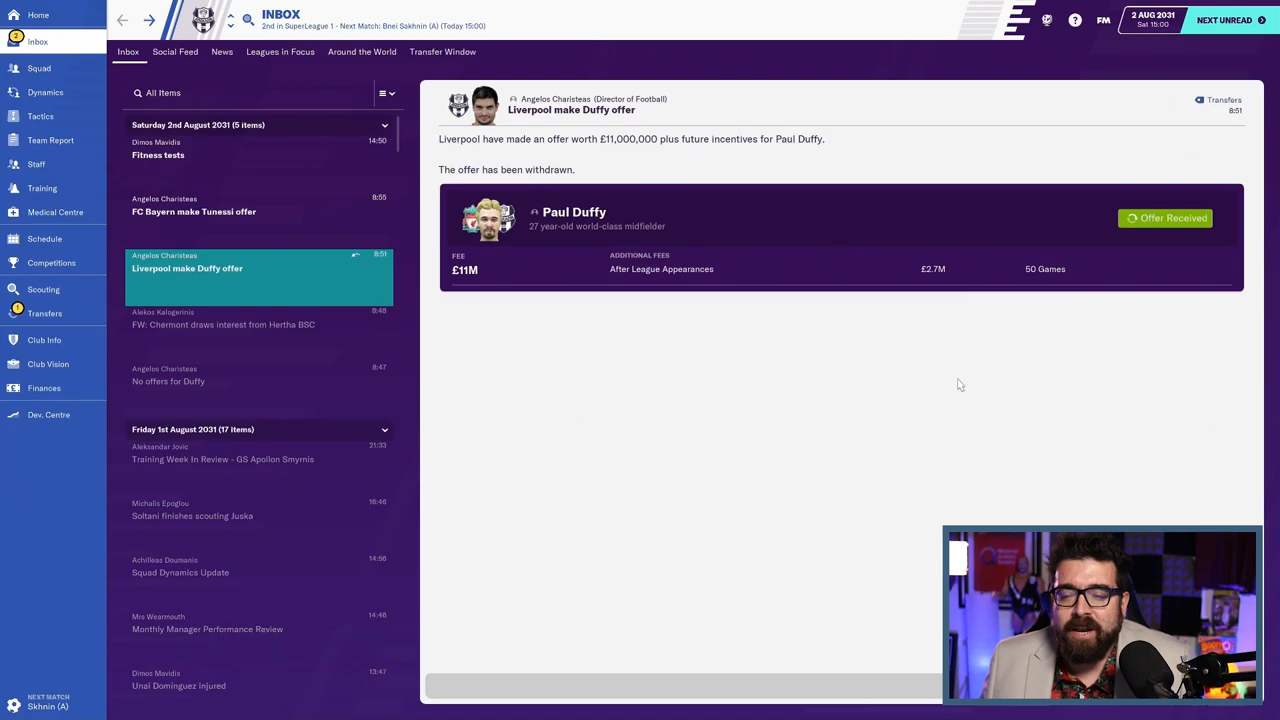 Home
2
Inbox
Squad
Dynamics
Tactics
Team Report
Staff
Training
Medical Centre
Schedule
Competitions
Scouting
1
Transfers
Club Info
Club Vision
Finances
Dev. Centre
NEXT MATCH
Skhnin (A)
INBOX
2nd in SuperLeague 1 - Next Match: Bnei Sakhnin (A) (Today 15:00)
?
FM
2 AUG 2031
Sat 15:00
NEXT UNREAD
Inbox Social Feed News Leagues in Focus Around the World Transfer Window
All Items
Saturday 2nd August 2031 (5 items)
Dimos Mavidis 14:50
Fitness tests
Angelos Charisteas 8:55
FC Bayern make Tunessi offer
Angelos Charisteas 8:51
Liverpool make Duffy offer
Alekos Kalogerinis 8:48
FW: Chermont draws interest from Hertha BSC
Angelos Charisteas 8:47
No offers for Duffy
Friday 1st August 2031 (17 items)
Aleksandar Jovic 21:33
Training Week In Review - GS Apollon Smyrnis
Michalis Epoglou 16:46
Soltani finishes scouting Juska
Achilleas Doumanis 14:56
Squad Dynamics Update
Mrs Wearmouth 14:46
Monthly Manager Performance Review
Dimos Mavidis 13:47
Unai Dominguez injured
Angelos Charisteas (Director of Football)
Liverpool make Duffy offer
Transfers
8:51
Liverpool have made an offer worth £11,000,000 plus future incentives for Paul Duffy.
The offer has been withdrawn.
Paul Duffy
27 year-old world-class midfielder
Offer Received
FEE ADDITIONAL FEES
£11M After League Appearances £2.7M 50 Games